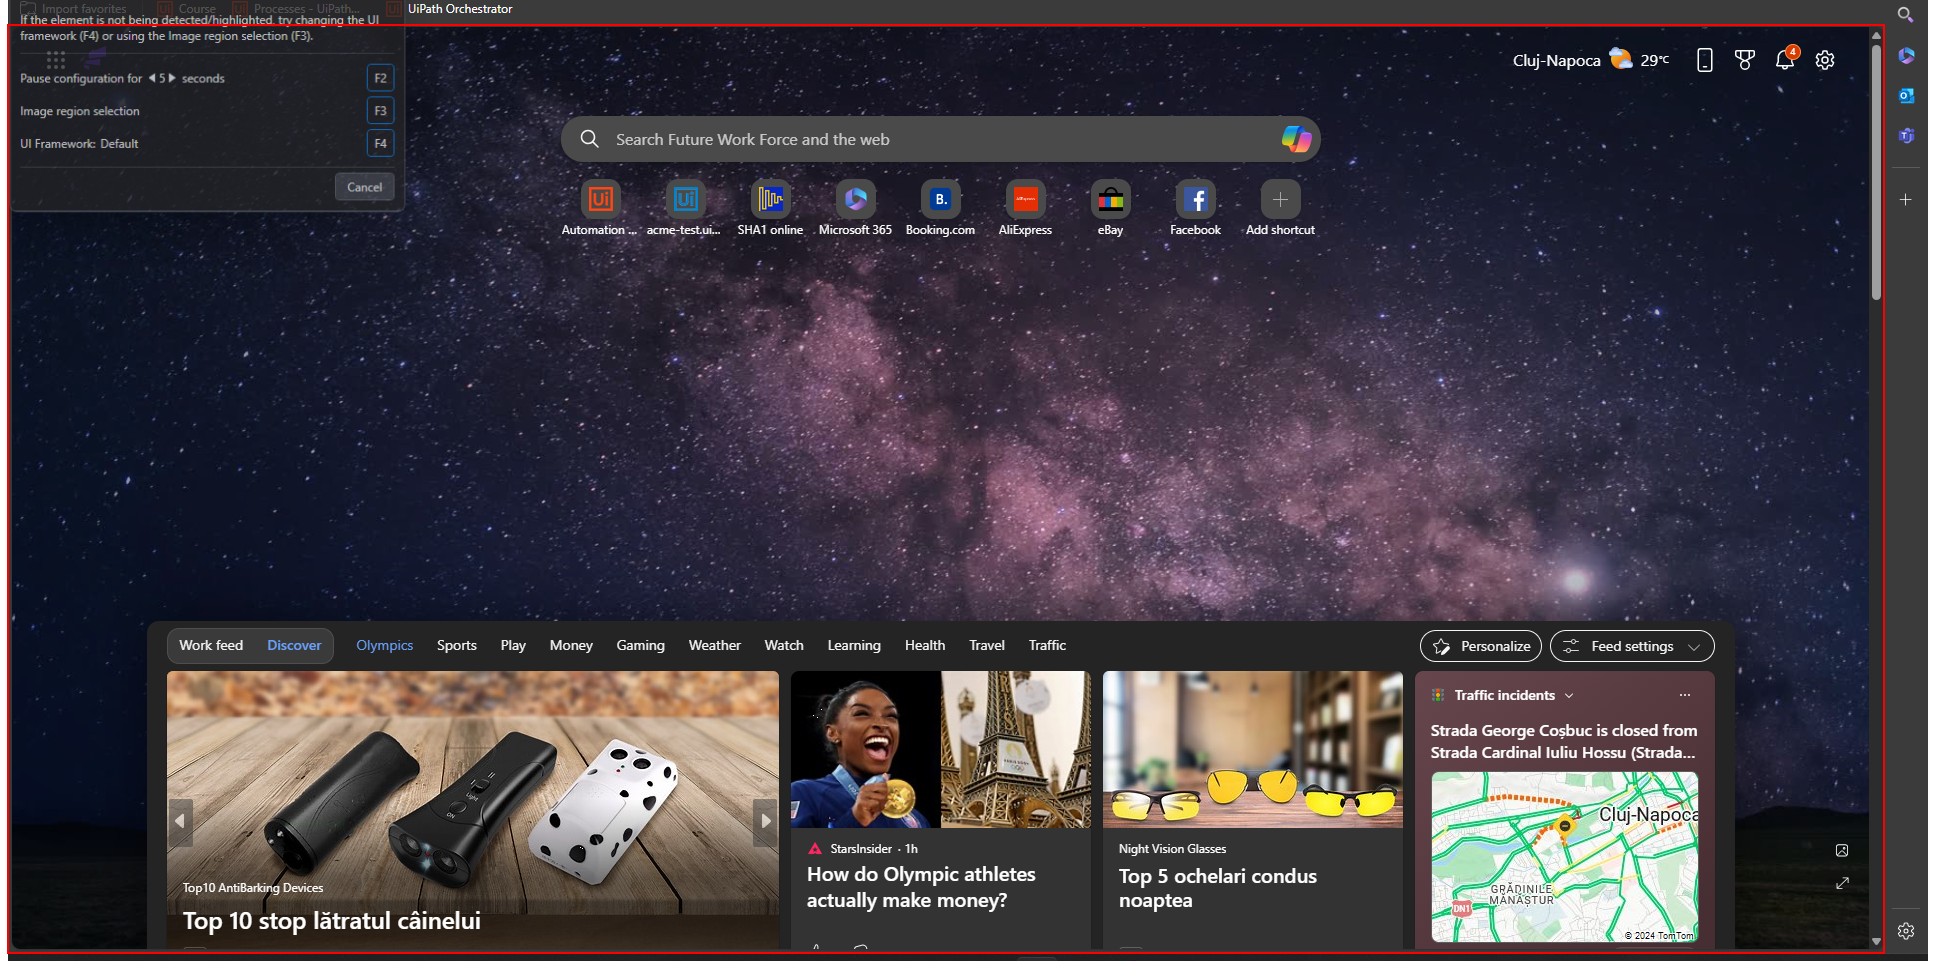 Import favorites
Course
Processes - UiPath...
UiPath Orchestrator
If the element is not being detected/highlighted, try changing the UI
framework (F4) or using the Image region selection (F3).
Pause configuration for 5 seconds F2
Image region selection F3
UI Framework: Default F4
Cancel
Cluj-Napoca 29°C
4
Search Future Work Force and the web
Automation ...
acme-test.ui...
SHA1 online
Microsoft 365
Booking.com
AliExpress
eBay
Facebook
Add shortcut
Work feed Discover Olympics Sports Play Money Gaming Weather Watch Learning Health Travel Traffic
Personalize
Feed settings
Top10 AntiBarking Devices
Top 10 stop lătratul câinelui
StarsInsider · 1h
How do Olympic athletes
actually make money?
Night Vision Glasses
Top 5 ochelari condus
noaptea
Traffic incidents
Strada George Coșbuc is closed from
Strada Cardinal Iuliu Hossu (Strada...
Cluj-Napoca
GRĂDINILE
MĂNĂȘTUR
DN1
© 2024 TomTom